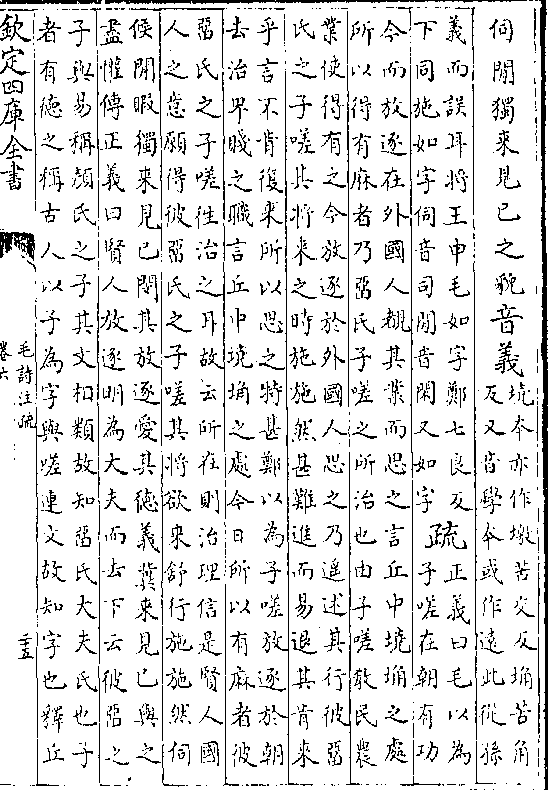 伺閒獨來見已之貌音義
墝本亦作墽苦交反埆苦角
反又音學本或作遠此從孫
義而誤耳將王申毛如字鄭七良反
下同施如字伺音司閒音閑又如字
疏
正義曰毛以為
子嗟在朝有功
今而放逐在外國人覩其業而思之言丘中墝埆之處
所以得有麻者乃留氏子嗟之所治也由子嗟教民農
業使得有之今放逐於外國人思之乃遙述其行彼留
氏之子嗟其將來之時施施然甚難進而易退其肯來
乎言不肯復來所以思之特甚鄭以為子嗟放逐於朝
去治卑賤之職言丘中墝埆之處今日所以有麻者彼
留氏之子嗟往治之耳故云所在則治理信是賢人國
人之意願得彼留氏之子嗟其將欲來舒行施施然伺
候閒暇獨來見已閔其放逐愛其德義冀來見已與之
盡懽傳正義曰賢人放逐明為大夫而去下云彼留之
子與易稱顏氏之子其文相類故知留氏大夫氏也子
者有德之稱古人以子為字與嗟連文故知字也釋丘
欽定四庫全書
毛詩注疏
卷六
三五